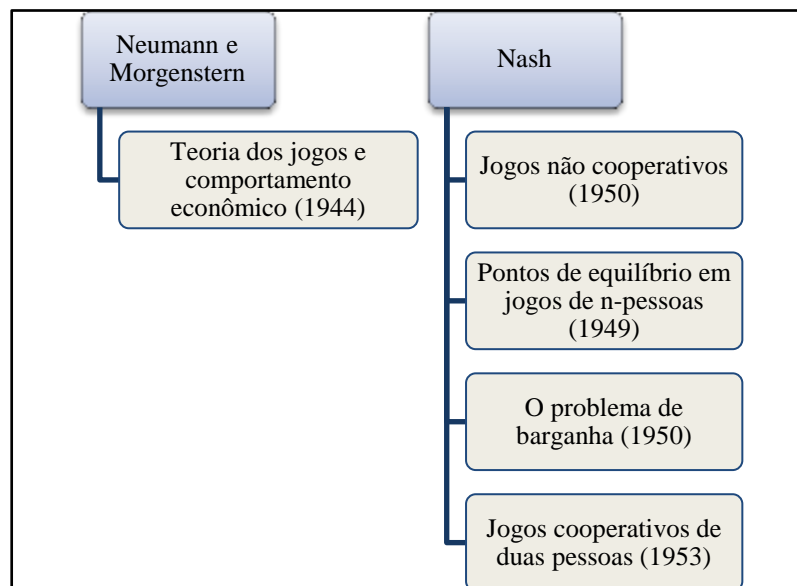 Neumann e
Morgenstern
Teoria dos jogos e
comportamento
econômico (1944)
Nash
Jogos não cooperativos
(1950)
Pontos de equilíbrio em
jogos de n-pessoas
(1949)
O problema de
barganha (1950)
Jogos cooperativos de
duas pessoas (1953)